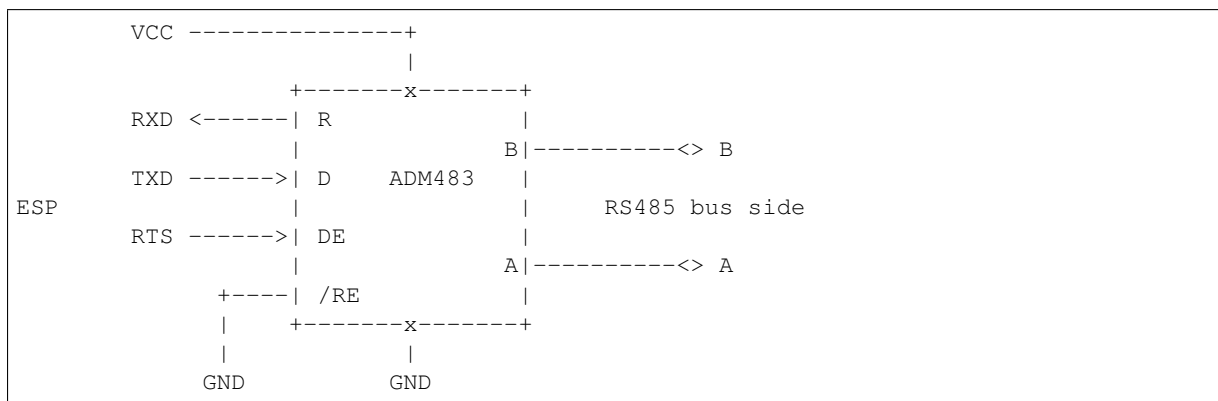 VCC ---------------+
|
+-------x-------+
RXD <------| R |
| B|----------<> B
TXD ------>| D ADM483 |
ESP | | RS485 bus side
RTS ------>| DE |
| A|----------<> A
+----| /RE |
| +-------x-------+
| |
GND GND